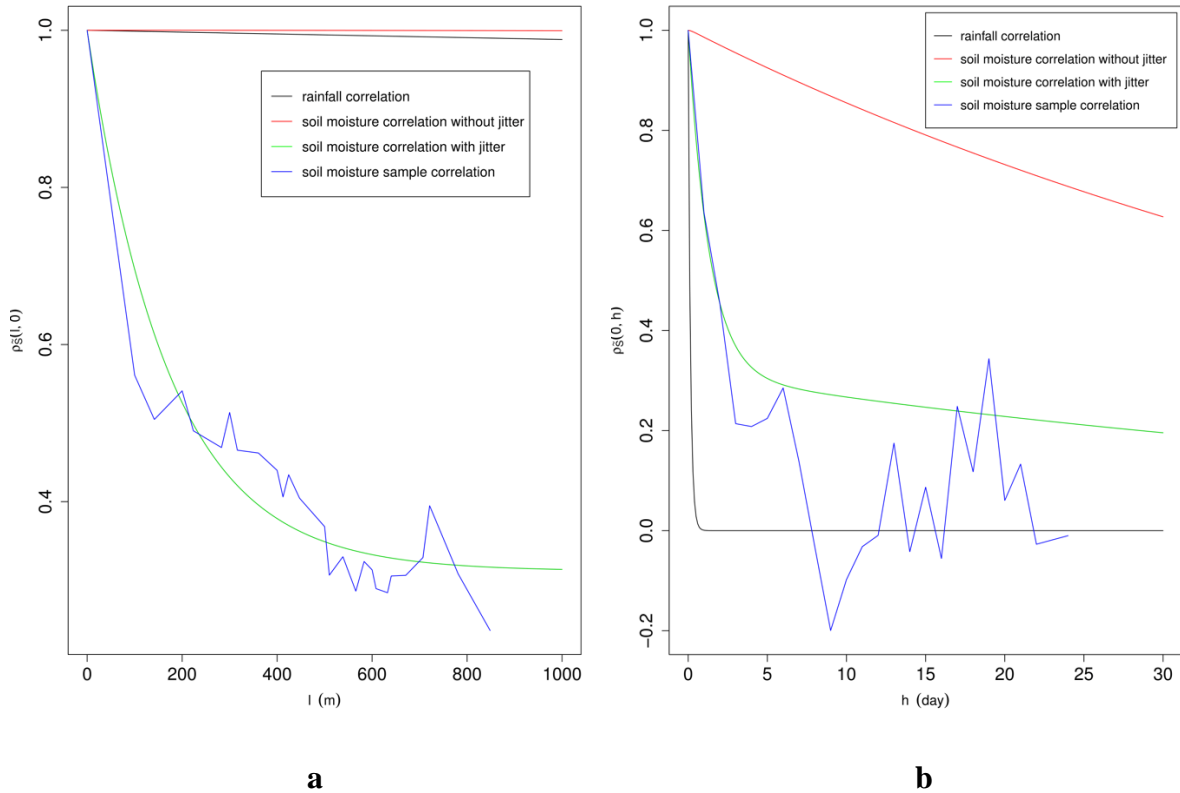 rainfall correlation
soil moisture correlation without jitter
soil moisture correlation with jitter
soil moisture sample correlation
1.0
0.8
0.6
0.4
ρS̃(l, 0)
0 200 400 600 800 1000
l (m)
a
rainfall correlation
soil moisture correlation without jitter
soil moisture correlation with jitter
soil moisture sample correlation
1.0
0.8
0.6
0.4
0.2
0.0
−0.2
ρS̃(0, h)
0 5 10 15 20 25 30
h (day)
b